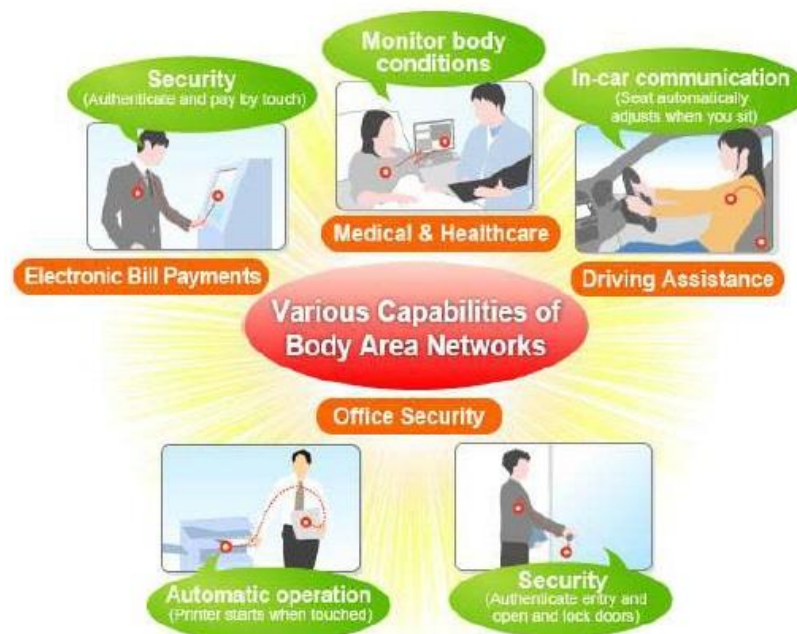 Monitor body
conditions
Security
(Authenticate and pay by touch)
In-car communication
(Seat automatically
adjusts when you sit)
Medical & Healthcare
Electronic Bill Payments
Driving Assistance
Various Capabilities of
Body Area Networks
Office Security
Automatic operation
(Printer starts when touched)
Security
(Authenticate entry and
open and lock doors)